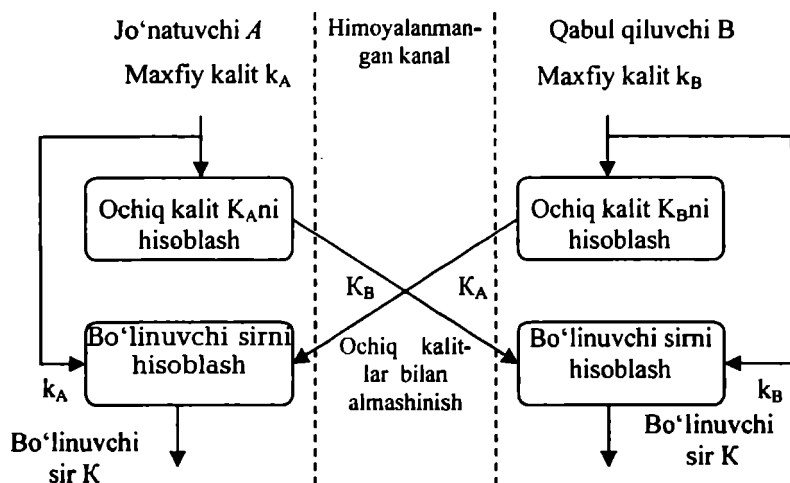 Jo‘natuvchi A
Maxfiy kalit kA
Himoyalanman-
gan kanal
Qabul qiluvchi B
Maxfiy kalit kB
Ochiq kalit KAni
hisoblash
Ochiq kalit KBni
hisoblash
KB
KA
Bo‘linuvchi sirni
hisoblash
Ochiq kalit-
lar bilan
almashinish
Bo‘linuvchi sirni
hisoblash
kA
kB
Bo‘linuvchi
sir K
Bo‘linuvchi
sir K